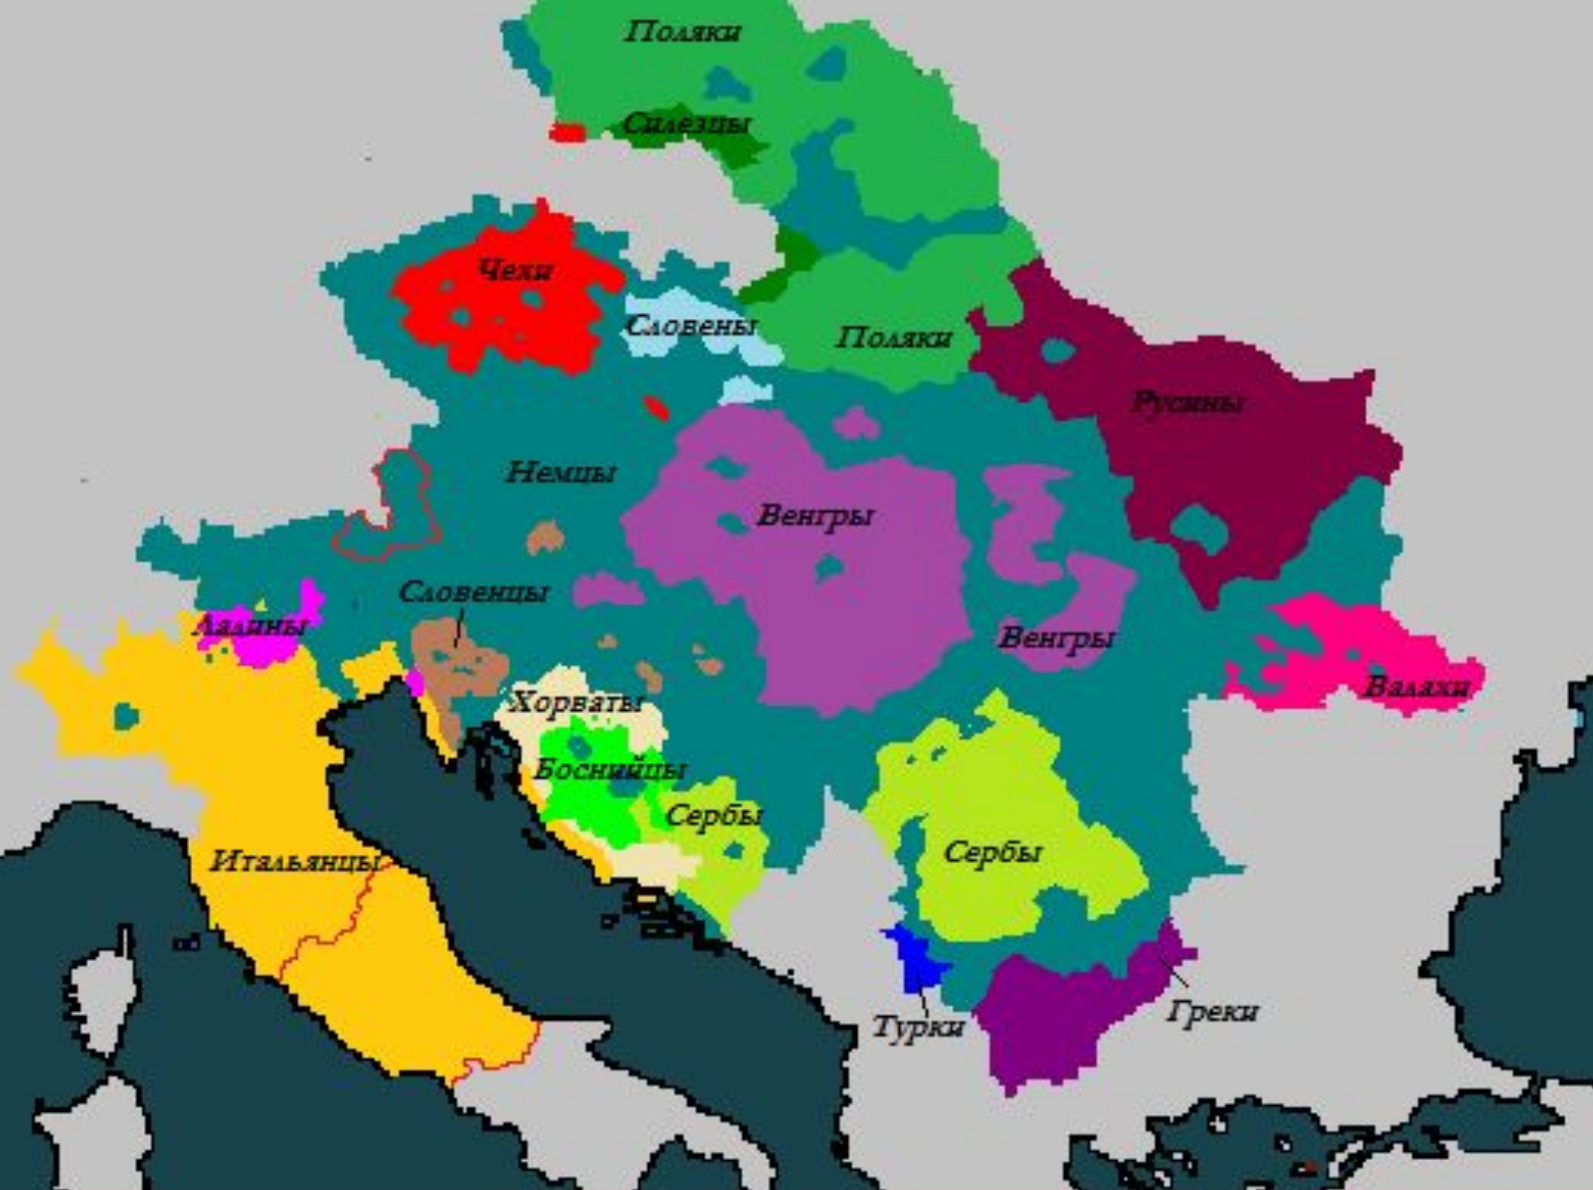 Поляки
Силезцы
Чехи
Словены
Поляки
Русины
Немцы
Венгры
Словенцы
Ладины
Венгры
Валахи
Хорваты
Боснийцы
Сербы
Сербы
Итальянцы
Турки
Греки